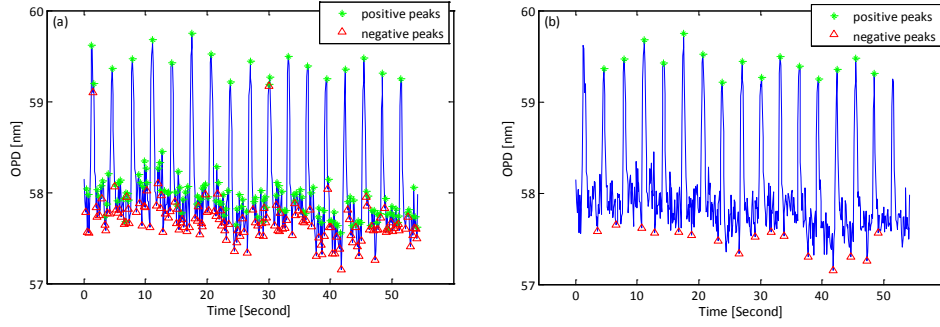 (a)
positive peaks
negative peaks
60
59
58
57
OPD [nm]
0 10 20 30 40 50
Time [Second]
(b)
positive peaks
negative peaks
60
59
58
57
OPD [nm]
0 10 20 30 40 50
Time [Second]